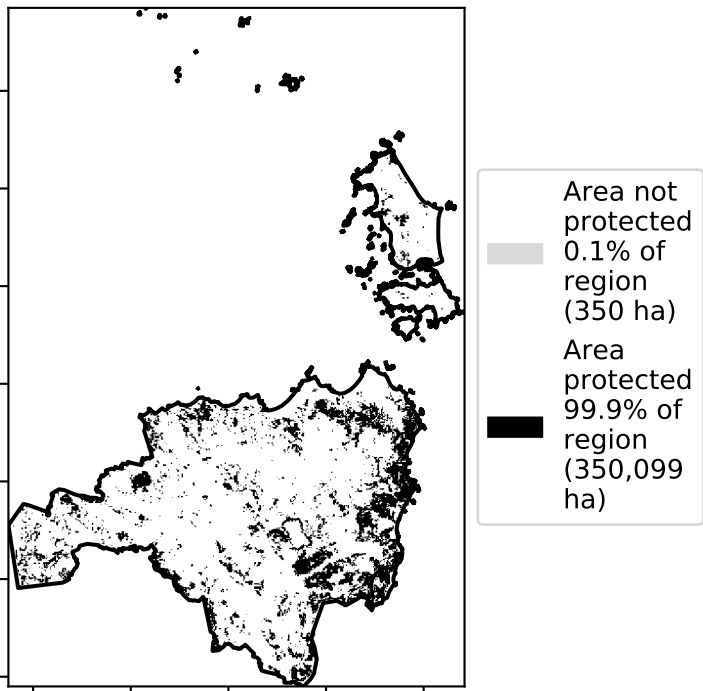 Area not
protected
0.1% of
region
(350 ha)
Area
protected
99.9% of
region
(350,099
ha)